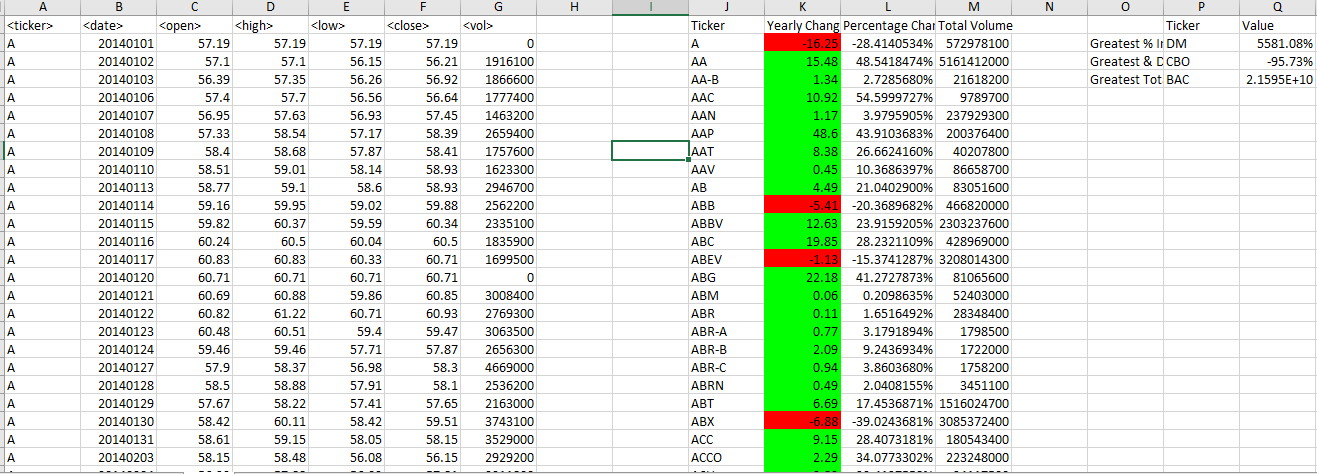 A B C D E F G H I J K L M N O P Q
<ticker> <date> <open> <high> <low> <close> <vol> Ticker Yearly Chang Percentage Char Total Volume Ticker Value
A 20140101 57.19 57.19 57.19 57.19 0 A -16.25 -28.4140534% 572978100 Greatest % In DM 5581.08%
A 20140102 57.1 57.1 56.15 56.21 1916100 AA 15.48 48.5418474% 5161412000 Greatest & D CBO -95.73%
A 20140103 56.39 57.35 56.26 56.92 1866600 AA-B 1.34 2.7285680% 21618200 Greatest Tot BAC 2.1595E+10
A 20140106 57.4 57.7 56.56 56.64 1777400 AAC 10.92 54.5999727% 9789700
A 20140107 56.95 57.63 56.93 57.45 1463200 AAN 1.17 3.9795905% 237929300
A 20140108 57.33 58.54 57.17 58.39 2659400 AAP 48.6 43.9103683% 200376400
A 20140109 58.4 58.68 57.87 58.41 1757600 AAT 8.38 26.6624160% 40207800
A 20140110 58.51 59.01 58.14 58.93 1623300 AAV 0.45 10.3686397% 86658700
A 20140113 58.77 59.1 58.6 58.93 2946700 AB 4.49 21.0402900% 83051600
A 20140114 59.16 59.95 59.02 59.88 2562200 ABB -5.41 -20.3689682% 466820000
A 20140115 59.82 60.37 59.59 60.34 2335100 ABBV 12.63 23.9159205% 2303237600
A 20140116 60.24 60.5 60.04 60.5 1835900 ABC 19.85 28.2321109% 428969000
A 20140117 60.83 60.83 60.33 60.71 1699500 ABEV -1.13 -15.3741287% 3208014300
A 20140120 60.71 60.71 60.71 60.71 0 ABG 22.18 41.2727873% 81065600
A 20140121 60.69 60.88 59.86 60.85 3008400 ABM 0.06 0.2098635% 52403000
A 20140122 60.82 61.22 60.71 60.93 2769300 ABR 0.11 1.6516492% 28348400
A 20140123 60.48 60.51 59.4 59.47 3063500 ABR-A 0.77 3.1791894% 1798500
A 20140124 59.46 59.46 57.71 57.87 2656300 ABR-B 2.09 9.2436934% 1722000
A 20140127 57.9 58.37 56.98 58.3 4669000 ABR-C 0.94 3.8603680% 1758200
A 20140128 58.5 58.88 57.91 58.1 2536200 ABRN 0.49 2.0408155% 3451100
A 20140129 57.67 58.22 57.41 57.65 2163000 ABT 6.69 17.4536871% 1516024700
A 20140130 58.42 60.11 58.42 59.51 3743100 ABX -6.88 -39.0243681% 3085372400
A 20140131 58.61 59.15 58.05 58.15 3529000 ACC 9.15 28.4073181% 180543400
A 20140203 58.15 58.48 56.08 56.15 2929200 ACCO 2.29 34.0773302% 223248000